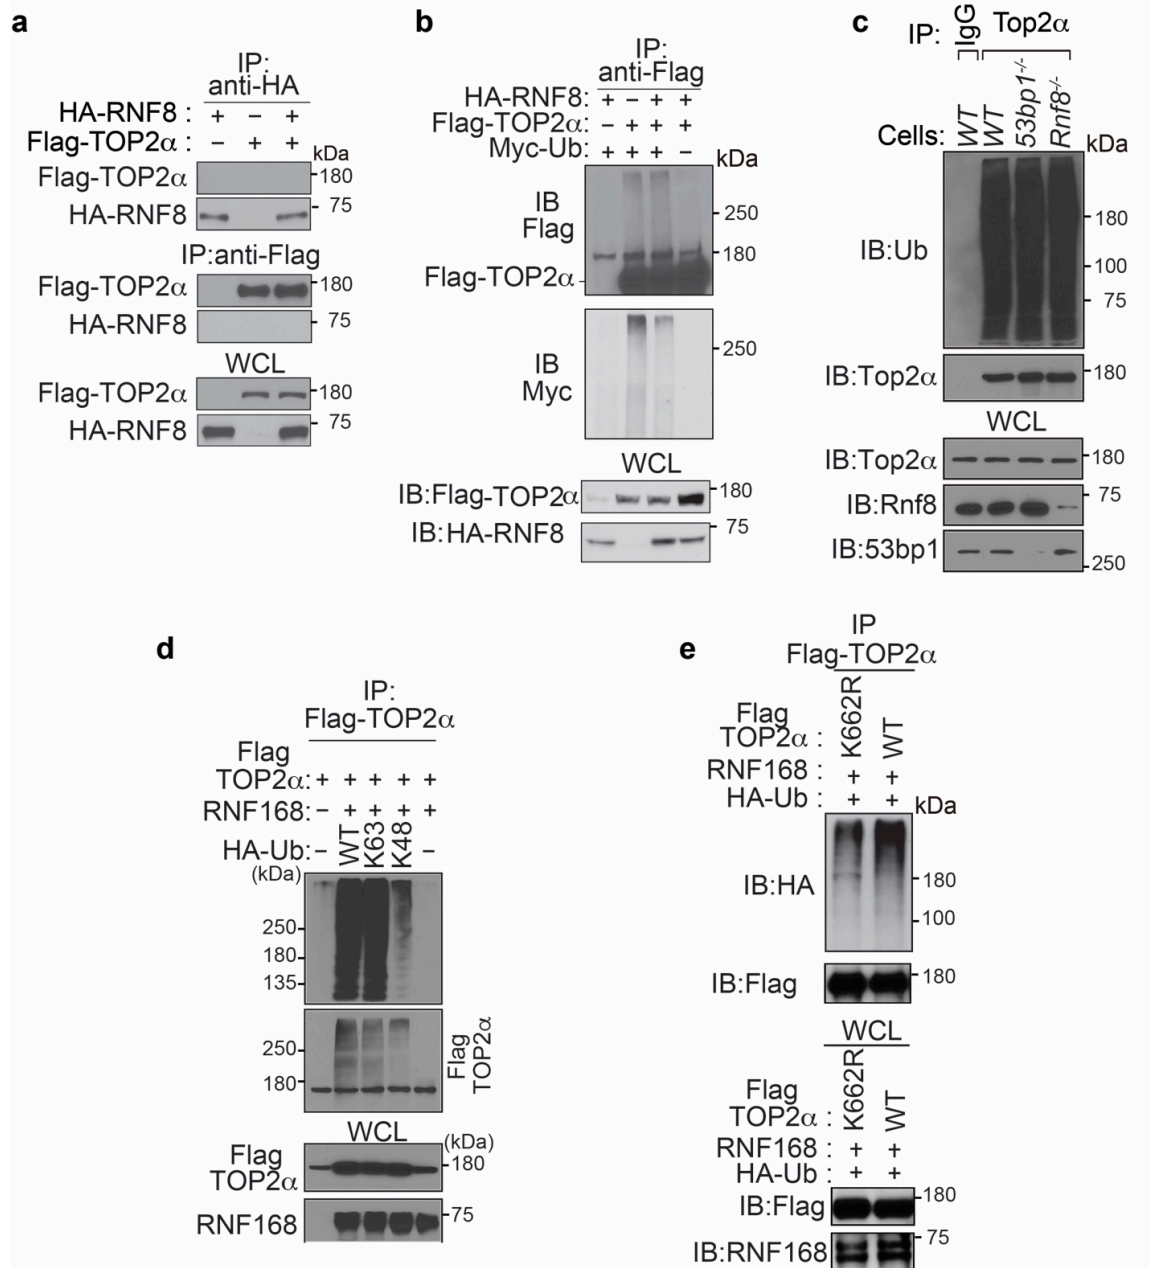 a
IP:
anti-HA
HA-RNF8 : + – +
Flag-TOP2α : – + +
kDa
Flag-TOP2α 180
HA-RNF8 75
IP:anti-Flag
Flag-TOP2α 180
HA-RNF8 75
WCL
Flag-TOP2α 180
HA-RNF8 75
b
IP:
anti-Flag
HA-RNF8: + – + +
Flag-TOP2α: – + + +
Myc-Ub: + + + –
kDa
IB
Flag
250
180
Flag-TOP2α
IB
Myc
250
WCL
IB:Flag-TOP2α 180
IB:HA-RNF8 75
c
IP: IgG Top2α
Cells: WT WT 53bp1-/- Rnf8-/-
kDa
IB:Ub
180
100
75
IB:Top2α 180
WCL
IB:Top2α 180
IB:Rnf8 75
IB:53bp1 250
d
IP:
Flag-TOP2α
Flag
TOP2α: + + + + +
RNF168: – + + + +
HA-Ub: – WT K63 K48 –
(kDa)
250
180
135
250
180
Flag
TOP2α
WCL
(kDa)
Flag
TOP2α 180
RNF168 75
e
IP
Flag-TOP2α
Flag
TOP2α : K662R WT
RNF168 : + +
HA-Ub : + +
kDa
IB:HA
180
100
IB:Flag 180
WCL
Flag
TOP2α : K662R WT
RNF168 : + +
HA-Ub : + +
IB:Flag 180
IB:RNF168 75